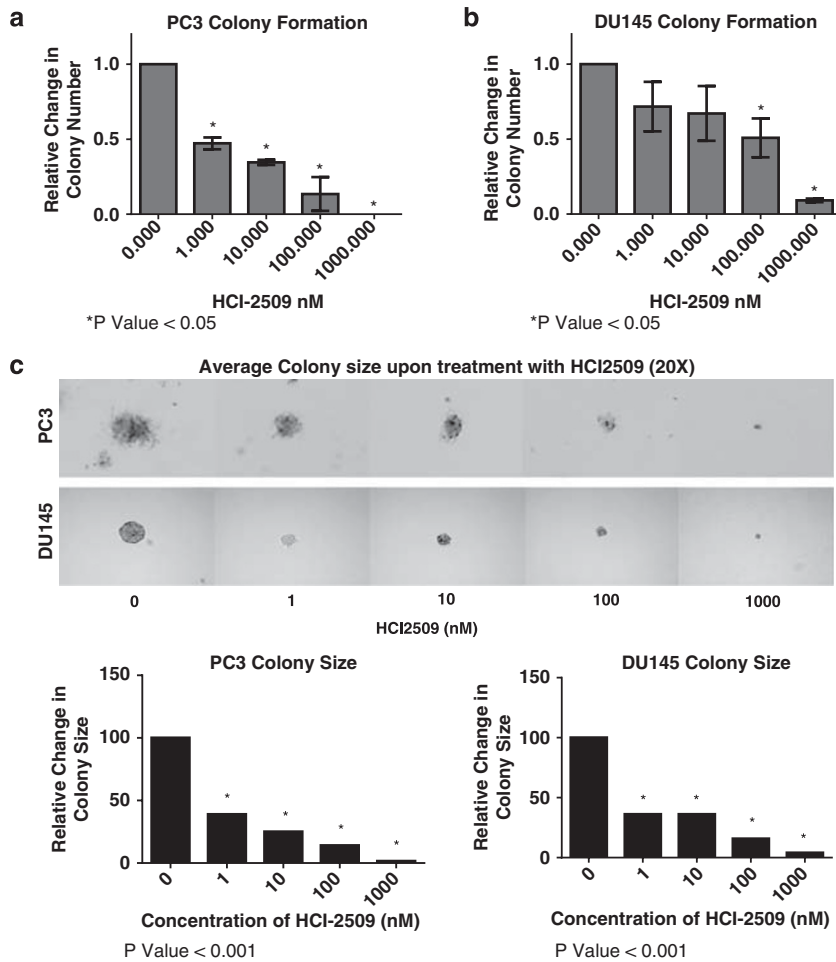 a
PC3 Colony Formation
Relative Change in
Colony Number
1.0
0.5
0.0
*
*
*
*
0.000
1.000
10.000
100.000
1000.000
HCI-2509 nM
*P Value < 0.05
b
DU145 Colony Formation
Relative Change in
Colony Number
1.0
0.5
0.0
*
*
0.000
1.000
10.000
100.000
1000.000
HCI-2509 nM
*P Value < 0.05
c
Average Colony size upon treatment with HCI2509 (20X)
PC3
DU145
0 1 10 100 1000
HCI2509 (nM)
PC3 Colony Size
Relative Change in
Colony Size
150
100
50
0
*
*
*
*
0
1
10
100
1000
Concentration of HCI-2509 (nM)
P Value < 0.001
DU145 Colony Size
Relative Change in
Colony Size
150
100
50
0
*
*
*
*
0
1
10
100
1000
Concentration of HCI-2509 (nM)
P Value < 0.001